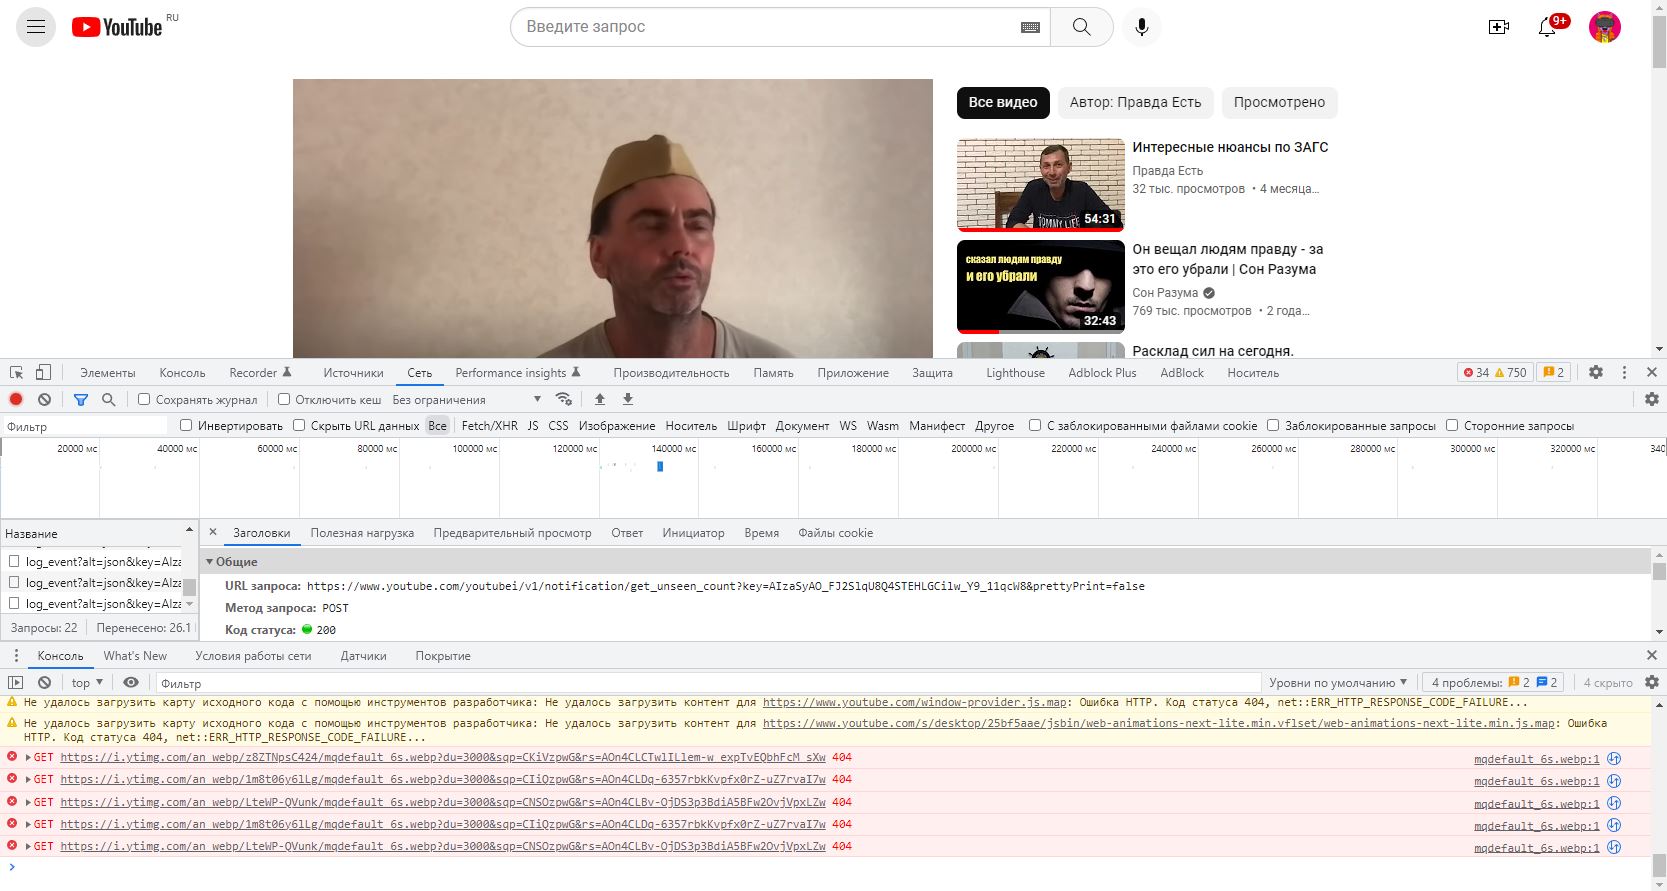 YouTube RU
Введите запрос
9+
Все видео Автор: Правда Есть Просмотрено
Интересные нюансы по ЗАГС
Правда Есть
32 тыс. просмотров • 4 месяца...
TOMMY LIFE
54:31
Он вещал людям правду - за
это его убрали | Сон Разума
Сон Разума
769 тыс. просмотров • 2 года...
сказал людям правду
и его убрали
32:43
Расклад сил на сегодня.
Элементы Консоль Recorder Источники Сеть Performance insights Производительность Память Приложение Защита Lighthouse Adblock Plus AdBlock Носитель 34 750 2
Сохранять журнал Отключить кеш Без ограничения
Фильтр Инвертировать Скрыть URL данных Все Fetch/XHR JS CSS Изображение Носитель Шрифт Документ WS Wasm Манифест Другое С заблокированными файлами cookie Заблокированные запросы Сторонние запросы
20000 мс 40000 мс 60000 мс 80000 мс 100000 мс 120000 мс 140000 мс 160000 мс 180000 мс 200000 мс 220000 мс 240000 мс 260000 мс 280000 мс 300000 мс 320000 мс 340
Название
log_event?alt=json&key=AIza
log_event?alt=json&key=AIza
log_event?alt=json&key=AIza
Запросы: 22 Перенесено: 26.1
Заголовки Полезная нагрузка Предварительный просмотр Ответ Инициатор Время Файлы cookie
Общие
URL запроса: https://www.youtube.com/youtubei/v1/notification/get_unseen_count?key=AIzaSyAO_FJ2SlqU8Q4STEHLGCilw_Y9_11qcW8&prettyPrint=false
Метод запроса: POST
Код статуса: 200
Консоль What's New Условия работы сети Датчики Покрытие
top Фильтр Уровни по умолчанию 4 проблемы: 2 2 4 скрыто
Не удалось загрузить карту исходного кода с помощью инструментов разработчика: Не удалось загрузить контент для https://www.youtube.com/window-provider.js.map: Ошибка HTTP. Код статуса 404, net::ERR_HTTP_RESPONSE_CODE_FAILURE...
Не удалось загрузить карту исходного кода с помощью инструментов разработчика: Не удалось загрузить контент для https://www.youtube.com/s/desktop/25bf5aae/jsbin/web-animations-next-lite.min.vflset/web-animations-next-lite.min.js.map: Ошибка
HTTP. Код статуса 404, net::ERR_HTTP_RESPONSE_CODE_FAILURE...
GET https://i.ytimg.com/an_webp/z8ZTNpsC424/mqdefault_6s.webp?du=3000&sqp=CKiVzpwG&rs=AOn4CLCTwlILlem-w_expTvEQbhFcM_sXw 404 mqdefault_6s.webp:1
GET https://i.ytimg.com/an_webp/1m8t06y6lLg/mqdefault_6s.webp?du=3000&sqp=CIiQzpwG&rs=AOn4CLDq-6357rbkKvpfx0rZ-uZ7rvaI7w 404 mqdefault_6s.webp:1
GET https://i.ytimg.com/an_webp/LteWP-QVunk/mqdefault_6s.webp?du=3000&sqp=CNSOzpwG&rs=AOn4CLBv-OjDS3p3BdiA5BFw2OvjVpxLZw 404 mqdefault_6s.webp:1
GET https://i.ytimg.com/an_webp/1m8t06y6lLg/mqdefault_6s.webp?du=3000&sqp=CIiQzpwG&rs=AOn4CLDq-6357rbkKvpfx0rZ-uZ7rvaI7w 404 mqdefault_6s.webp:1
GET https://i.ytimg.com/an_webp/LteWP-QVunk/mqdefault_6s.webp?du=3000&sqp=CNSOzpwG&rs=AOn4CLBv-OjDS3p3BdiA5BFw2OvjVpxLZw 404 mqdefault_6s.webp:1